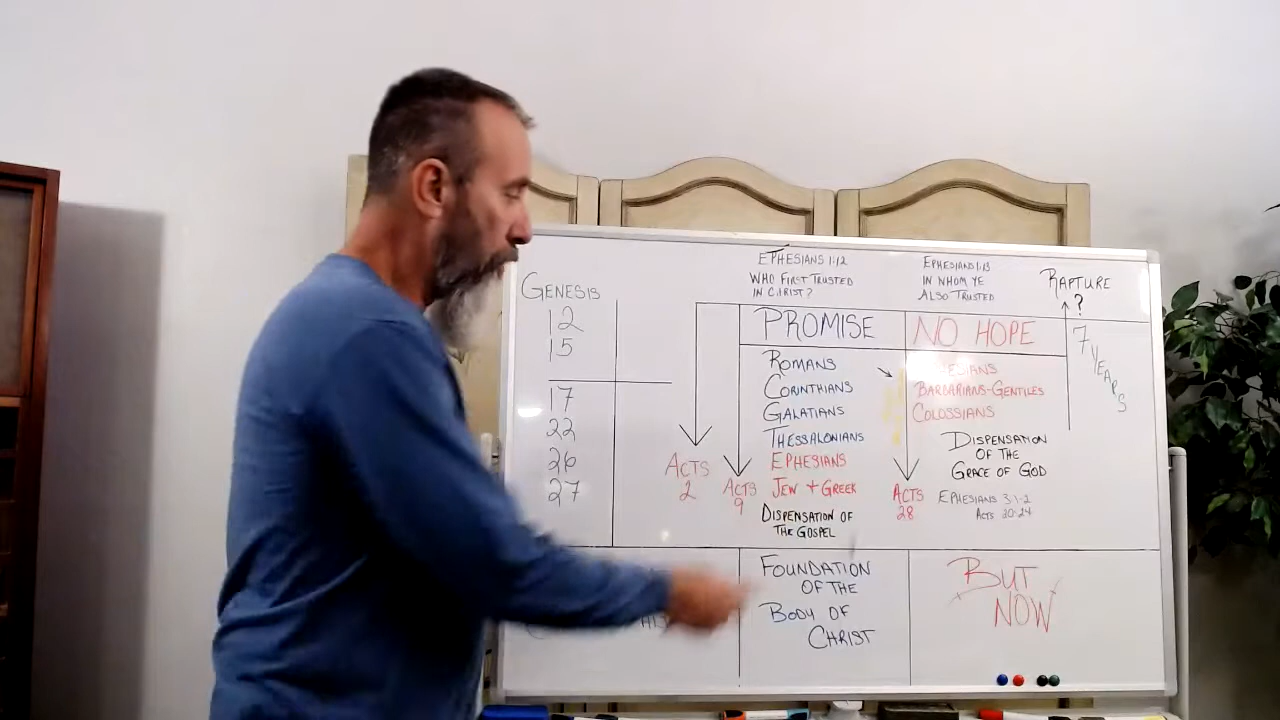 GENESIS
12
15
17
22
26
27
EPHESIANS 1:12
WHO FIRST TRUSTED
IN CHRIST?
EPHESIANS 1:13
IN WHOM YE
ALSO TRUSTED
RAPTURE
?
7 YEARS
PROMISE
NO HOPE
ROMANS
CORINTHIANS
GALATIANS
THESSALONIANS
EPHESIANS
JEW + GREEK
DISPENSATION OF
THE GOSPEL
BARBARIANS-GENTILES
COLOSSIANS
DISPENSATION
OF THE
GRACE OF GOD
EPHESIANS 3:1-2
ACTS 20:24
ACTS
2
ACTS
9
ACTS
28
FOUNDATION
OF THE
BODY OF
CHRIST
BUT
NOW